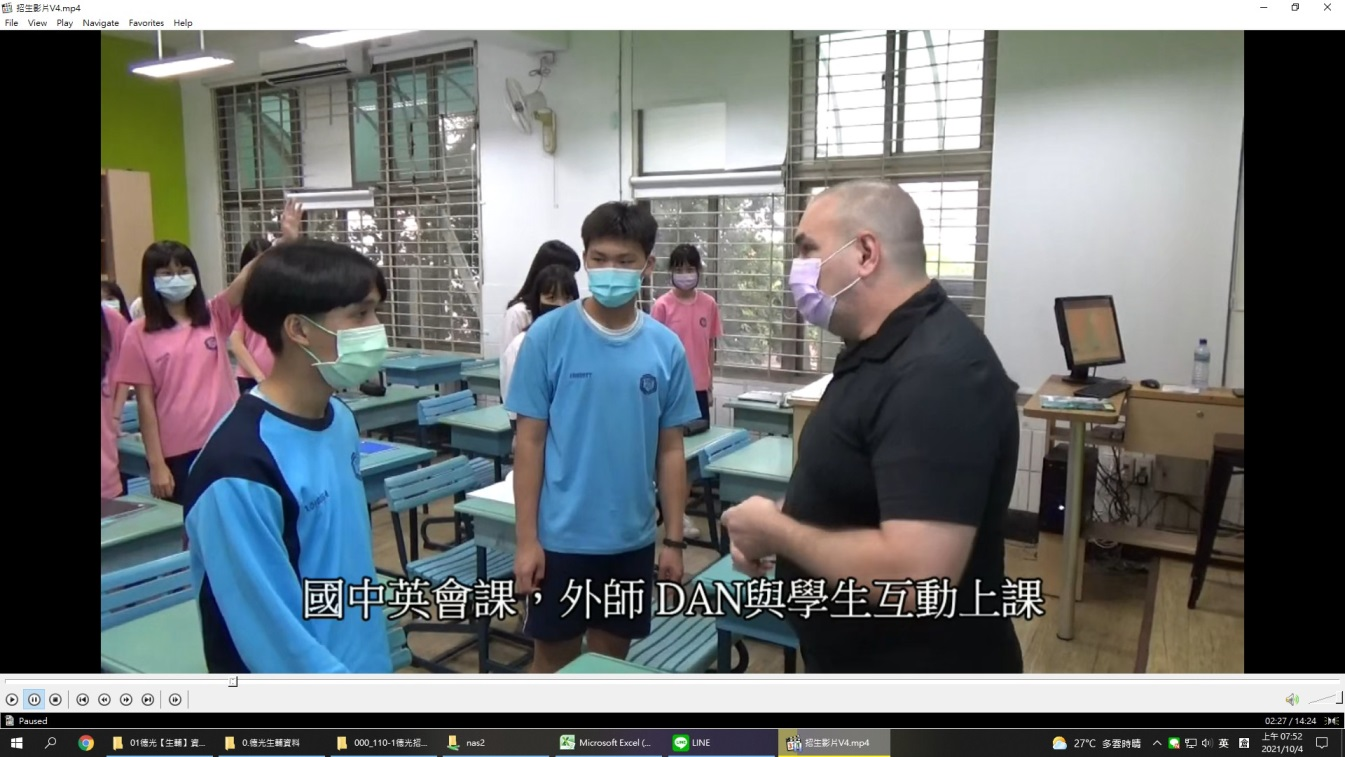 招生影片V4.mp4
File View Play Navigate Favorites Help
國中英會課，外師 DAN與學生互動上課
Paused
02:27 / 14:24
01德光【生輔】資...
0.德光生輔資料
000_110-1德光招...
nas2
Microsoft Excel (...
LINE
招生影片V4.mp4
27°C 多雲時晴
英
上午 07:52
2021/10/4